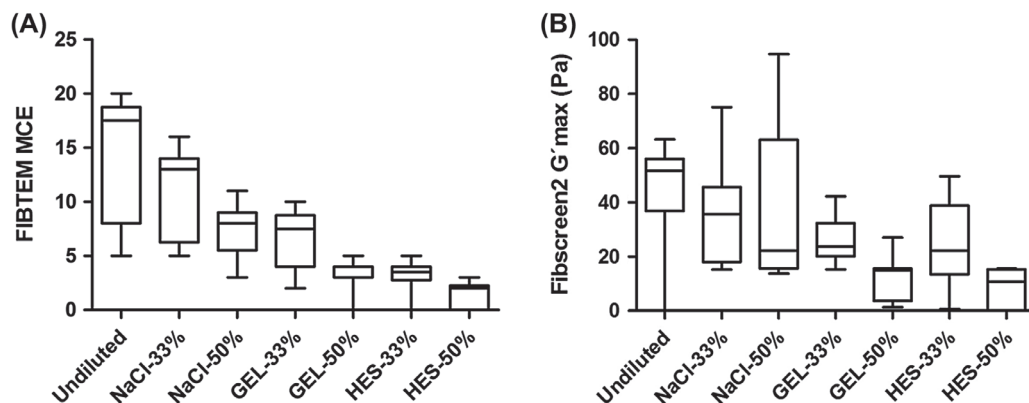 (A)
FIBTEM MCE
25
20
15
10
5
0
Undiluted
NaCl-33%
NaCl-50%
GEL-33%
GEL-50%
HES-33%
HES-50%
(B)
Fibscreen2 G´max (Pa)
100
80
60
40
20
0
Undiluted
NaCl-33%
NaCl-50%
GEL-33%
GEL-50%
HES-33%
HES-50%